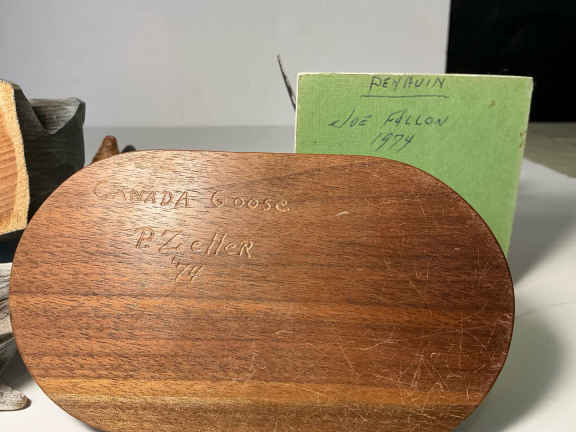 PENGUIN
JOE FALLON
1974
CANADA GOOSE
P. Zeller
'74